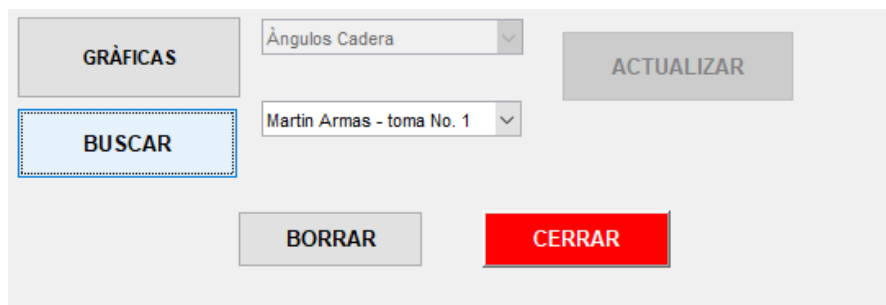 GRÀFICAS
Àngulos Cadera
ACTUALIZAR
BUSCAR
Martin Armas - toma No. 1
BORRAR
CERRAR